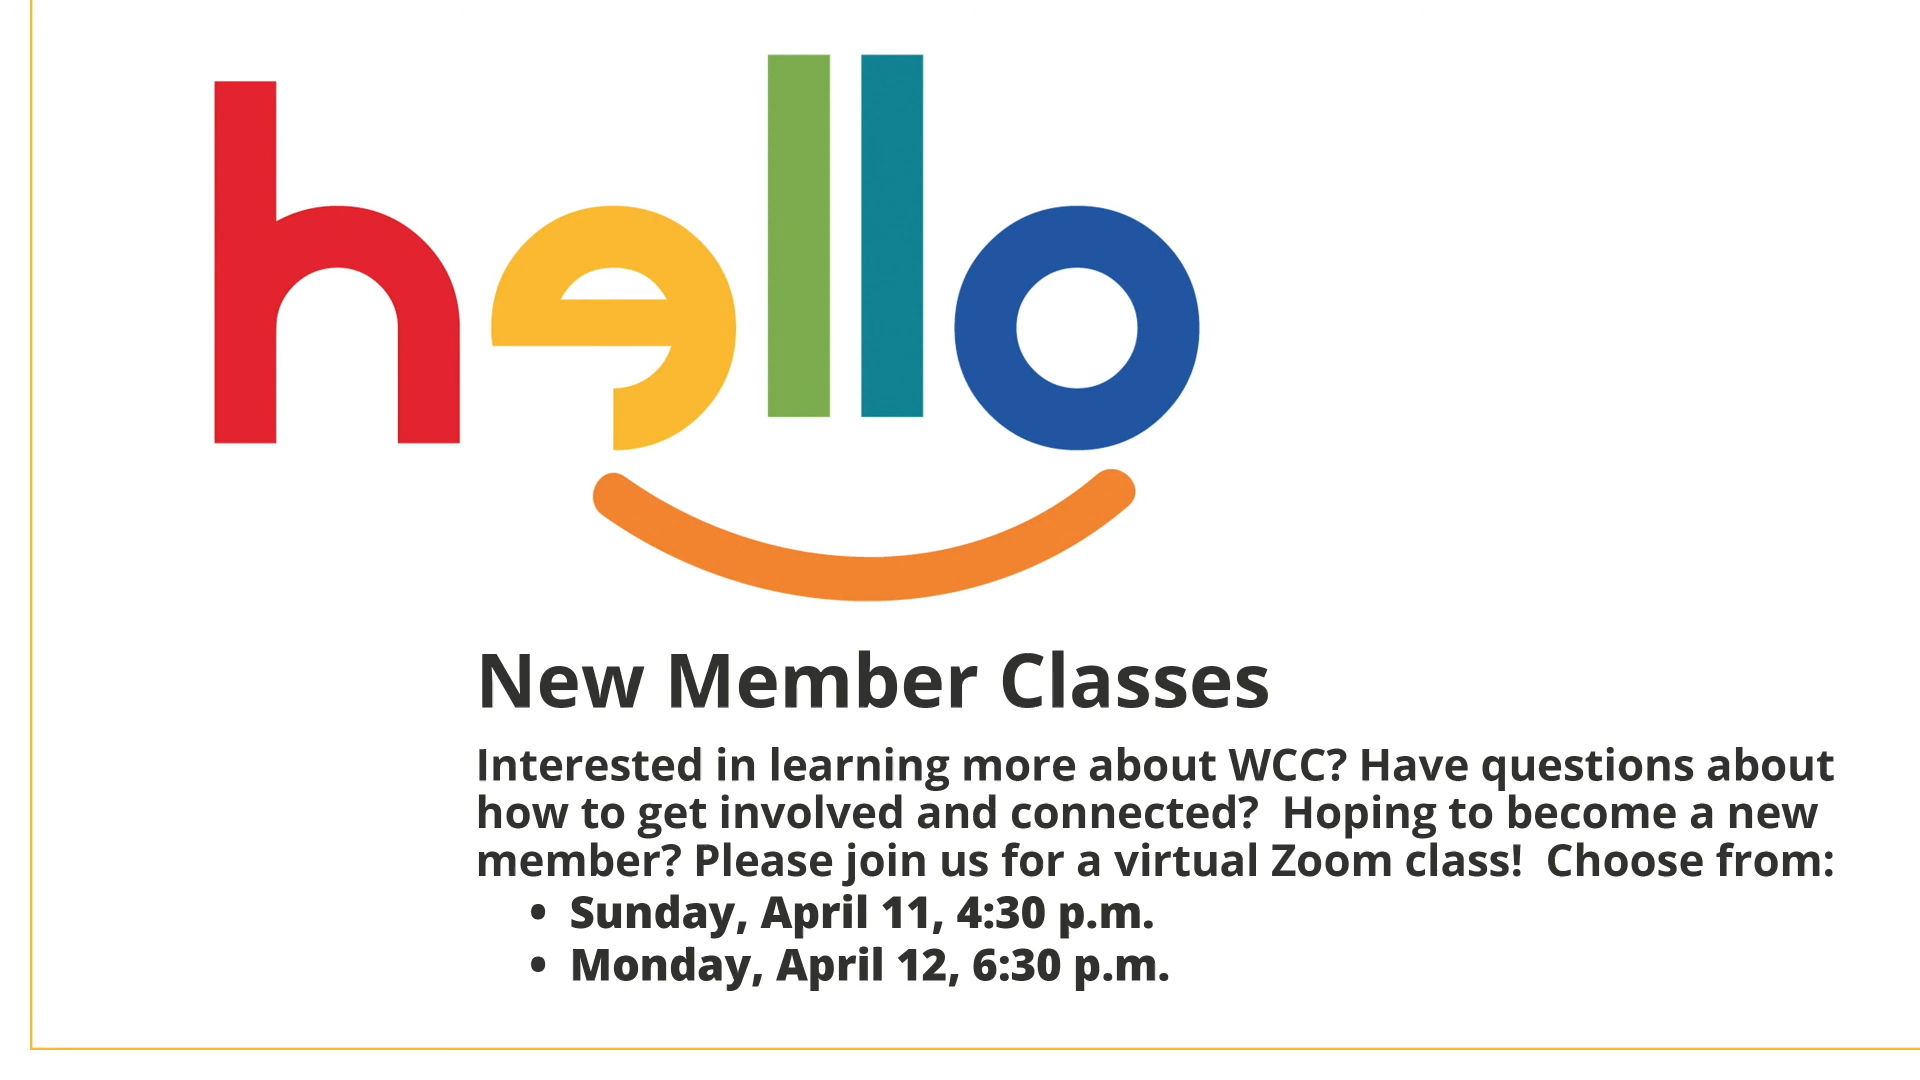 hello
New Member Classes
Interested in learning more about WCC? Have questions about
how to get involved and connected?  Hoping to become a new
member? Please join us for a virtual Zoom class!  Choose from:
• Sunday, April 11, 4:30 p.m.
• Monday, April 12, 6:30 p.m.